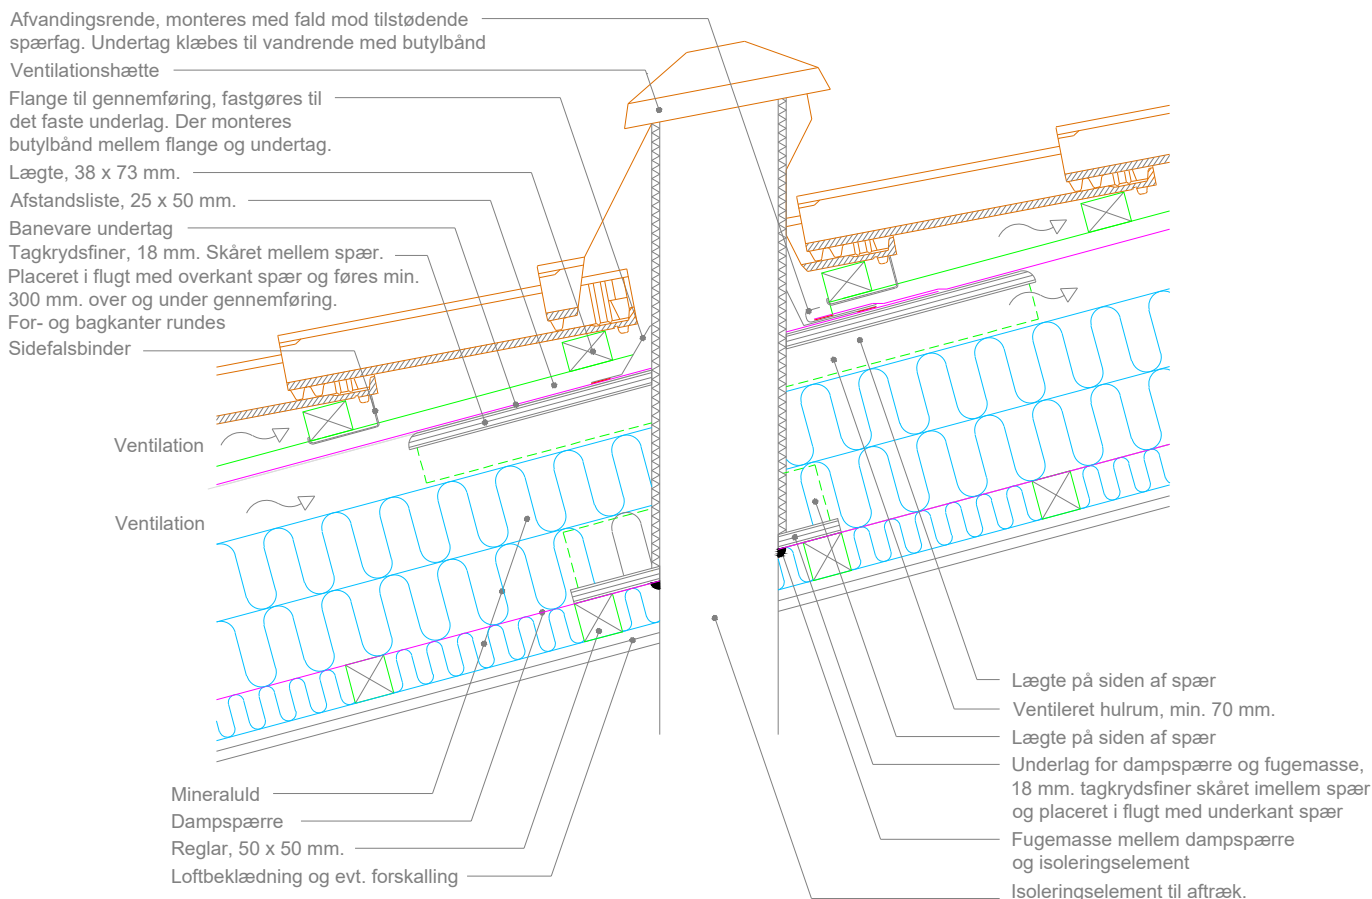 Afvandingsrende, monteres med fald mod tilstødende
spærfag. Undertag klæbes til vandrende med butylbånd
Ventilationshætte
Flange til gennemføring, fastgøres til
det faste underlag. Der monteres
butylbånd mellem flange og undertag.
Lægte, 38 x 73 mm.
Afstandsliste, 25 x 50 mm.
Banevare undertag
Tagkrydsfiner, 18 mm. Skåret mellem spær.
Placeret i flugt med overkant spær og føres min.
300 mm. over og under gennemføring.
For- og bagkanter rundes
Sidefalsbinder
Ventilation
Ventilation
Mineraluld
Dampspærre
Reglar, 50 x 50 mm.
Loftbeklædning og evt. forskalling
Lægte på siden af spær
Ventileret hulrum, min. 70 mm.
Lægte på siden af spær
Underlag for dampspærre og fugemasse,
18 mm. tagkrydsfiner skåret imellem spær
og placeret i flugt med underkant spær
Fugemasse mellem dampspærre
og isoleringselement
Isoleringselement til aftræk.